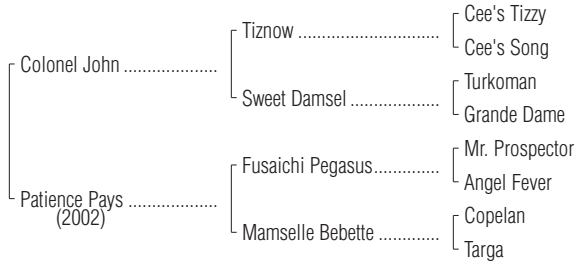 Cee's Tizzy
Tiznow
Cee's Song
Colonel John
Turkoman
Sweet Damsel
Grande Dame
Mr. Prospector
Fusaichi Pegasus
Angel Fever
Patience Pays
(2002)
Copelan
Mamselle Bebette
Targa